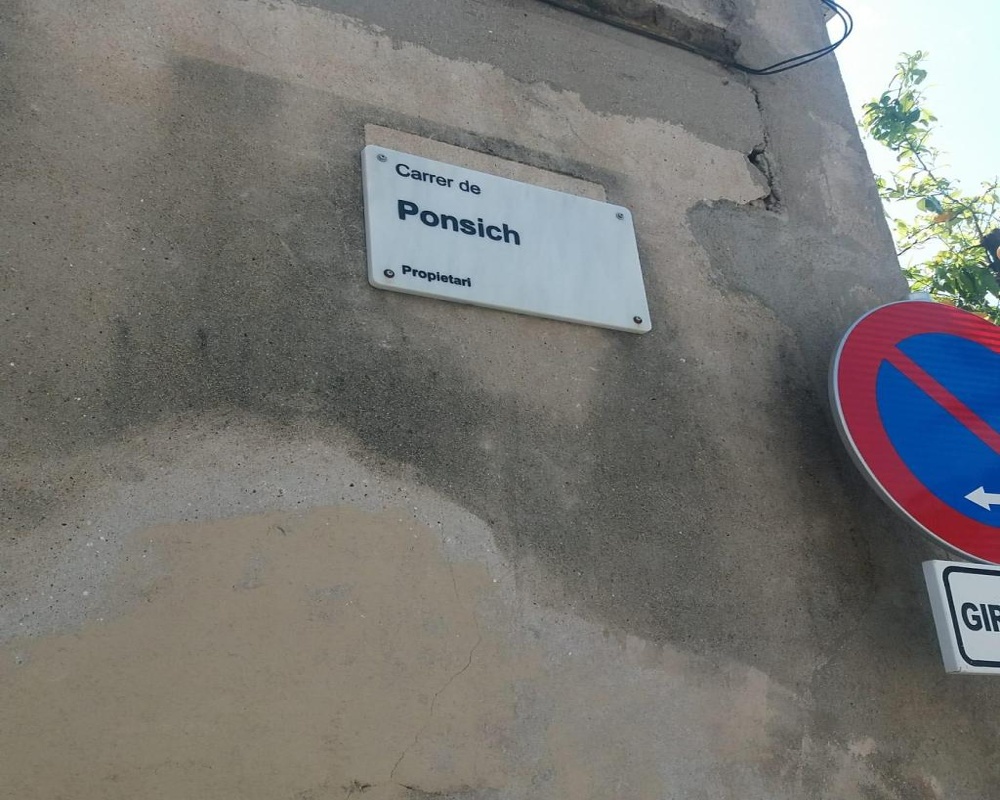 Carrer de
Ponsich
Propietari